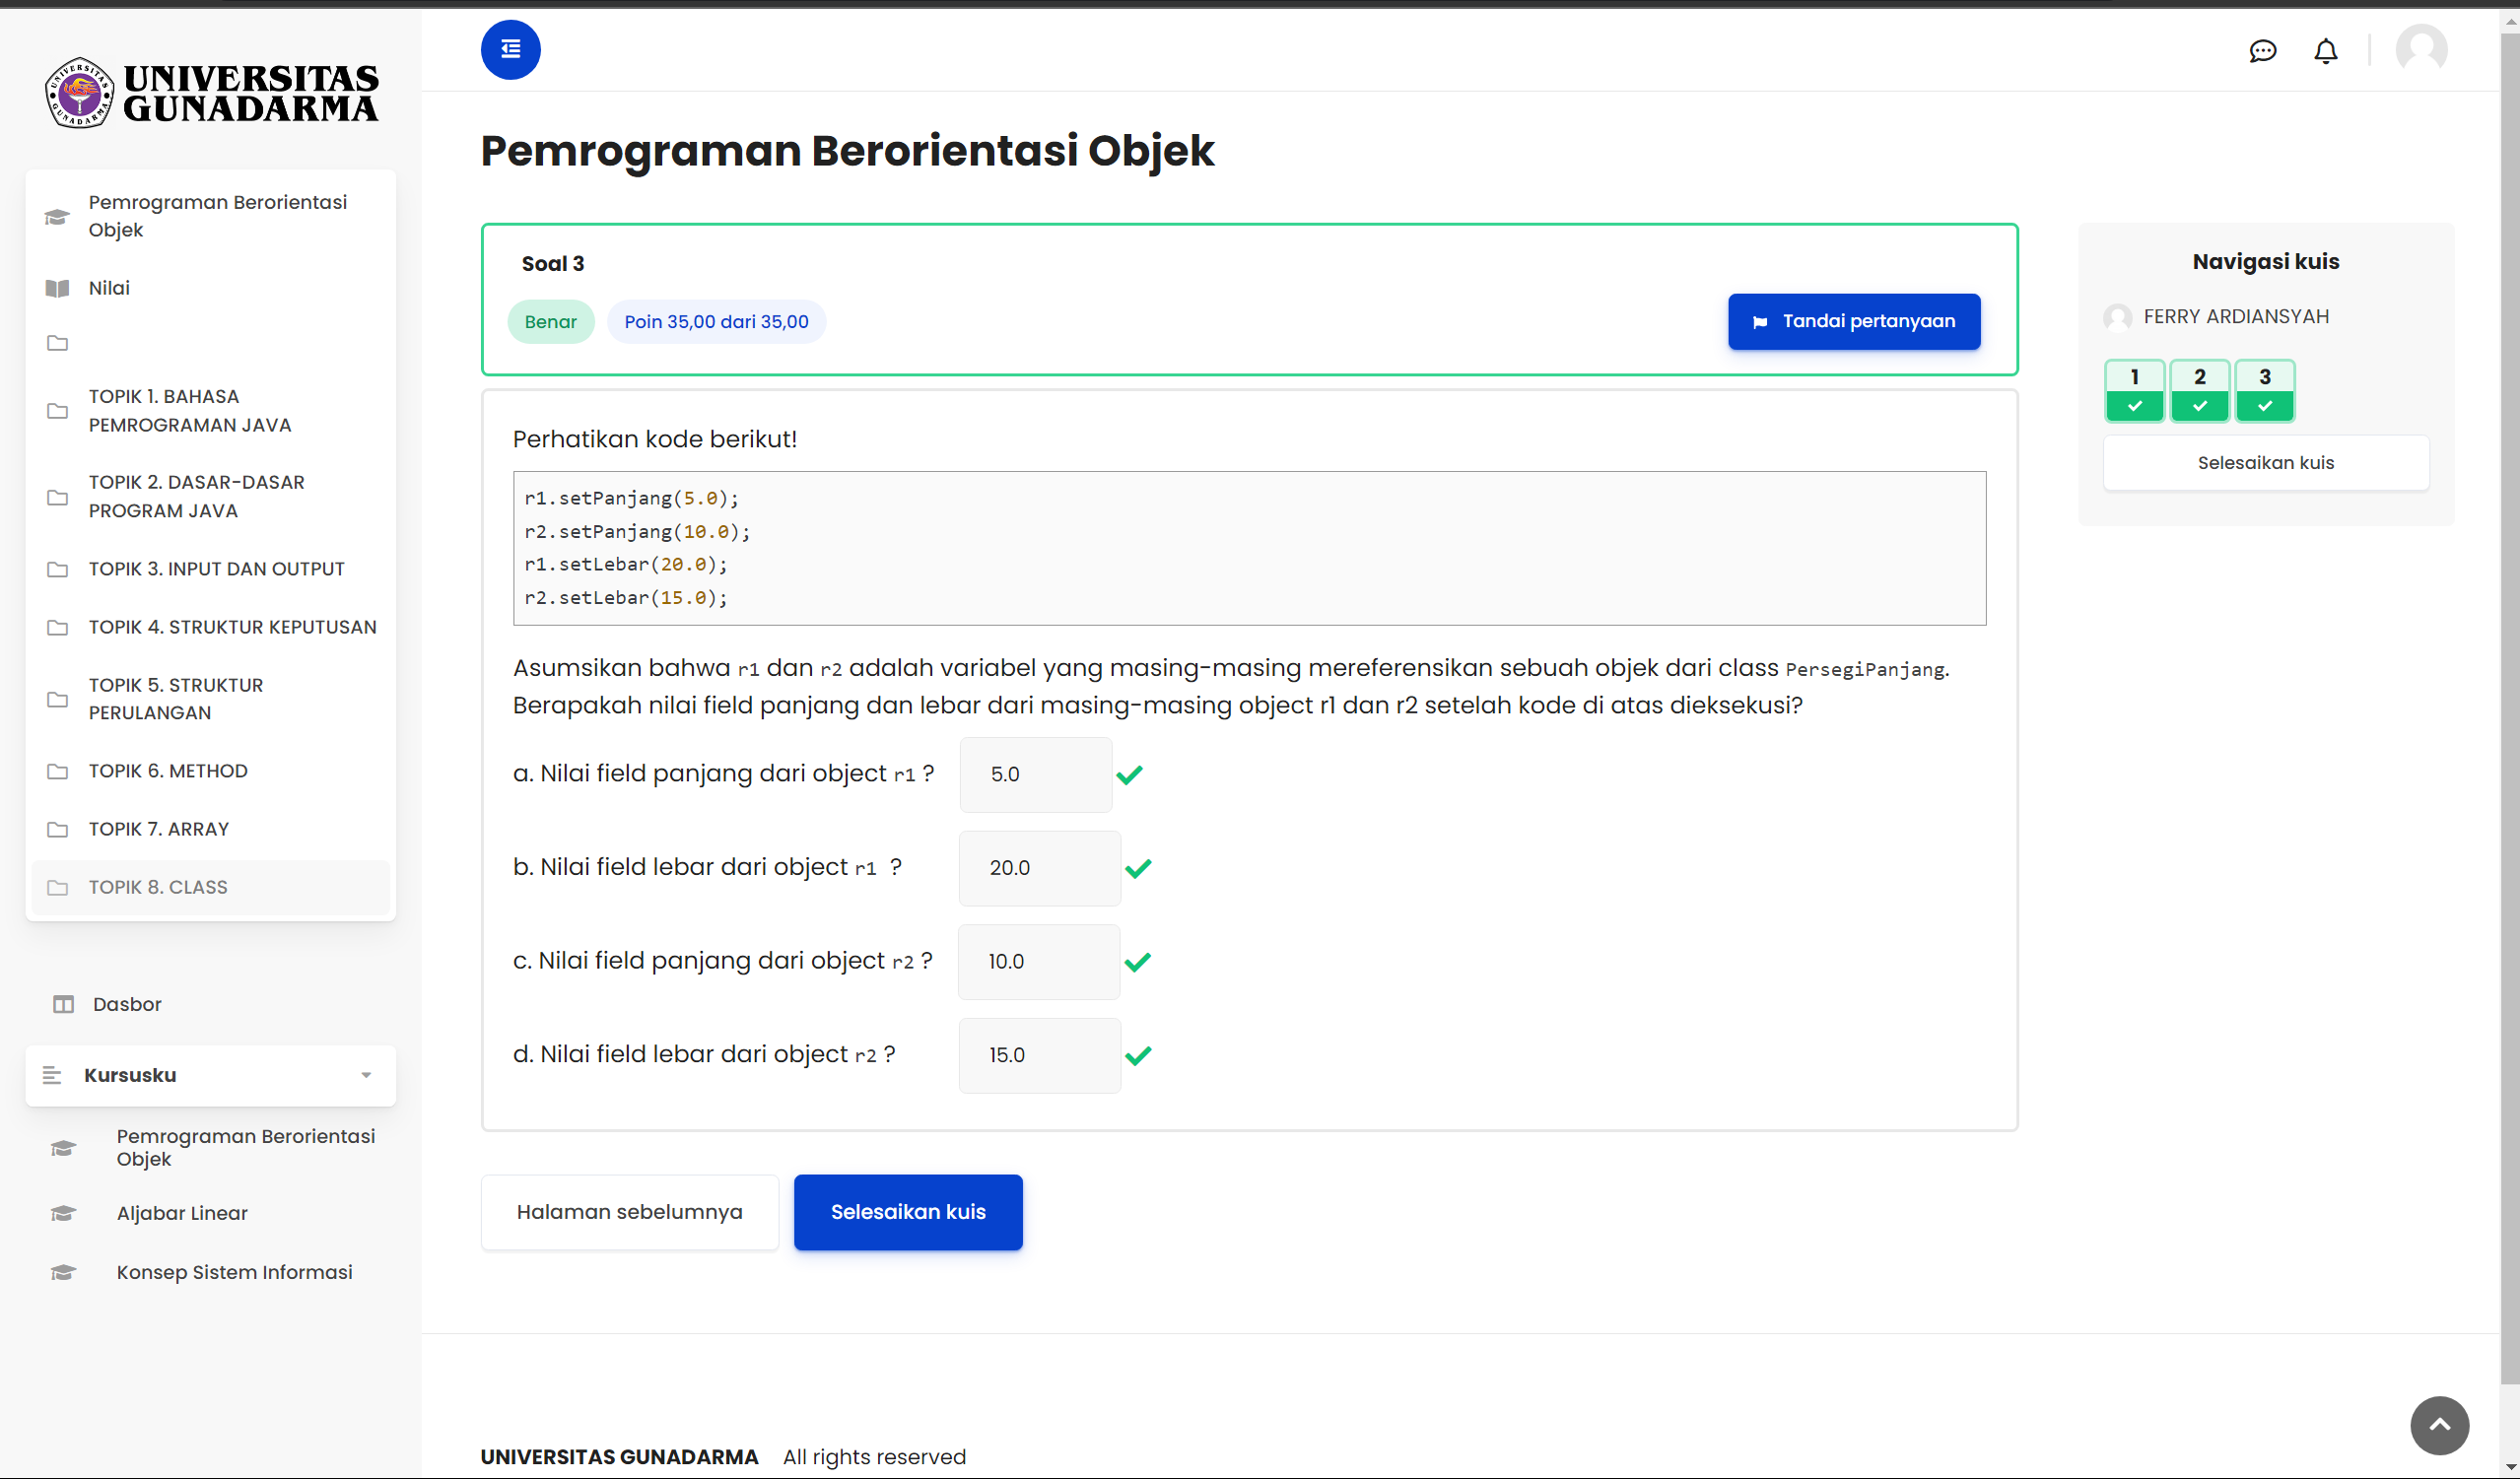 UNIVERSITAS
GUNADARMA
Pemrograman Berorientasi
Objek
Nilai
TOPIK 1. BAHASA
PEMROGRAMAN JAVA
TOPIK 2. DASAR-DASAR
PROGRAM JAVA
TOPIK 3. INPUT DAN OUTPUT
TOPIK 4. STRUKTUR KEPUTUSAN
TOPIK 5. STRUKTUR
PERULANGAN
TOPIK 6. METHOD
TOPIK 7. ARRAY
TOPIK 8. CLASS
Dasbor
Kursusku
Pemrograman Berorientasi
Objek
Aljabar Linear
Konsep Sistem Informasi
Pemrograman Berorientasi Objek
Soal 3
Benar
Poin 35,00 dari 35,00
Tandai pertanyaan
Perhatikan kode berikut!
r1.setPanjang(5.0);
r2.setPanjang(10.0);
r1.setLebar(20.0);
r2.setLebar(15.0);
Asumsikan bahwa r1 dan r2 adalah variabel yang masing-masing mereferensikan sebuah objek dari class PersegiPanjang.
Berapakah nilai field panjang dan lebar dari masing-masing object r1 dan r2 setelah kode di atas dieksekusi?
a. Nilai field panjang dari object r1 ? 5.0
b. Nilai field lebar dari object r1 ? 20.0
c. Nilai field panjang dari object r2 ? 10.0
d. Nilai field lebar dari object r2 ? 15.0
Halaman sebelumnya
Selesaikan kuis
Navigasi kuis
FERRY ARDIANSYAH
1 2 3
Selesaikan kuis
UNIVERSITAS GUNADARMA All rights reserved